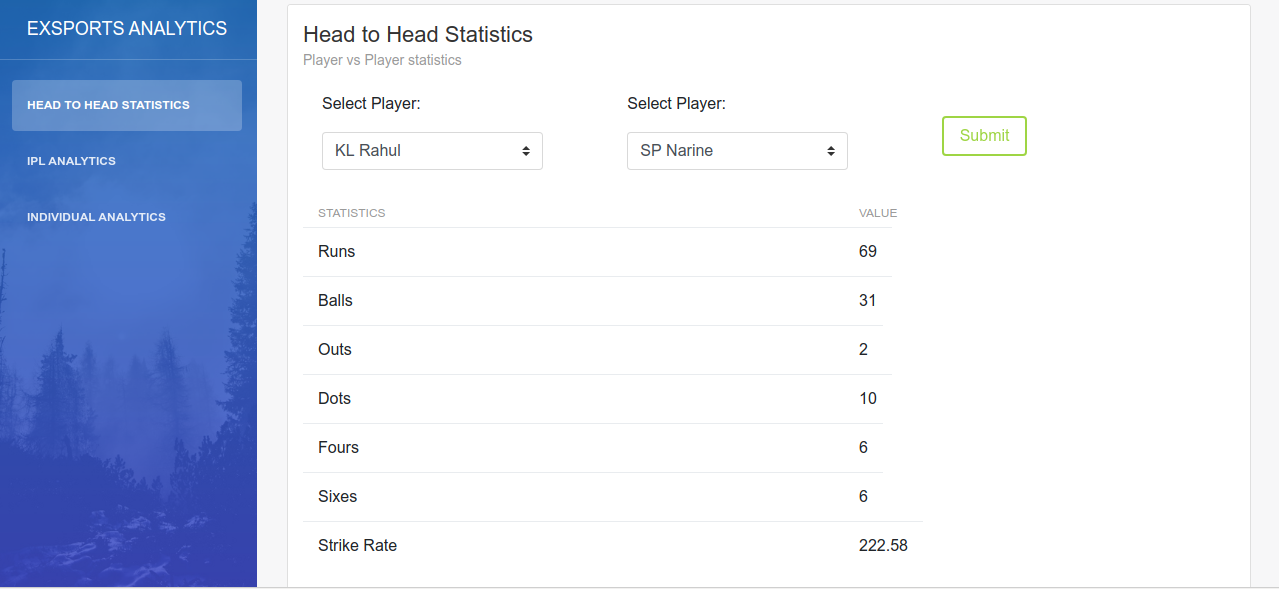 EXSPORTS ANALYTICS
HEAD TO HEAD STATISTICS
IPL ANALYTICS
INDIVIDUAL ANALYTICS
Head to Head Statistics
Player vs Player statistics
Select Player: Select Player:
KL Rahul SP Narine Submit
STATISTICS VALUE
Runs 69
Balls 31
Outs 2
Dots 10
Fours 6
Sixes 6
Strike Rate 222.58